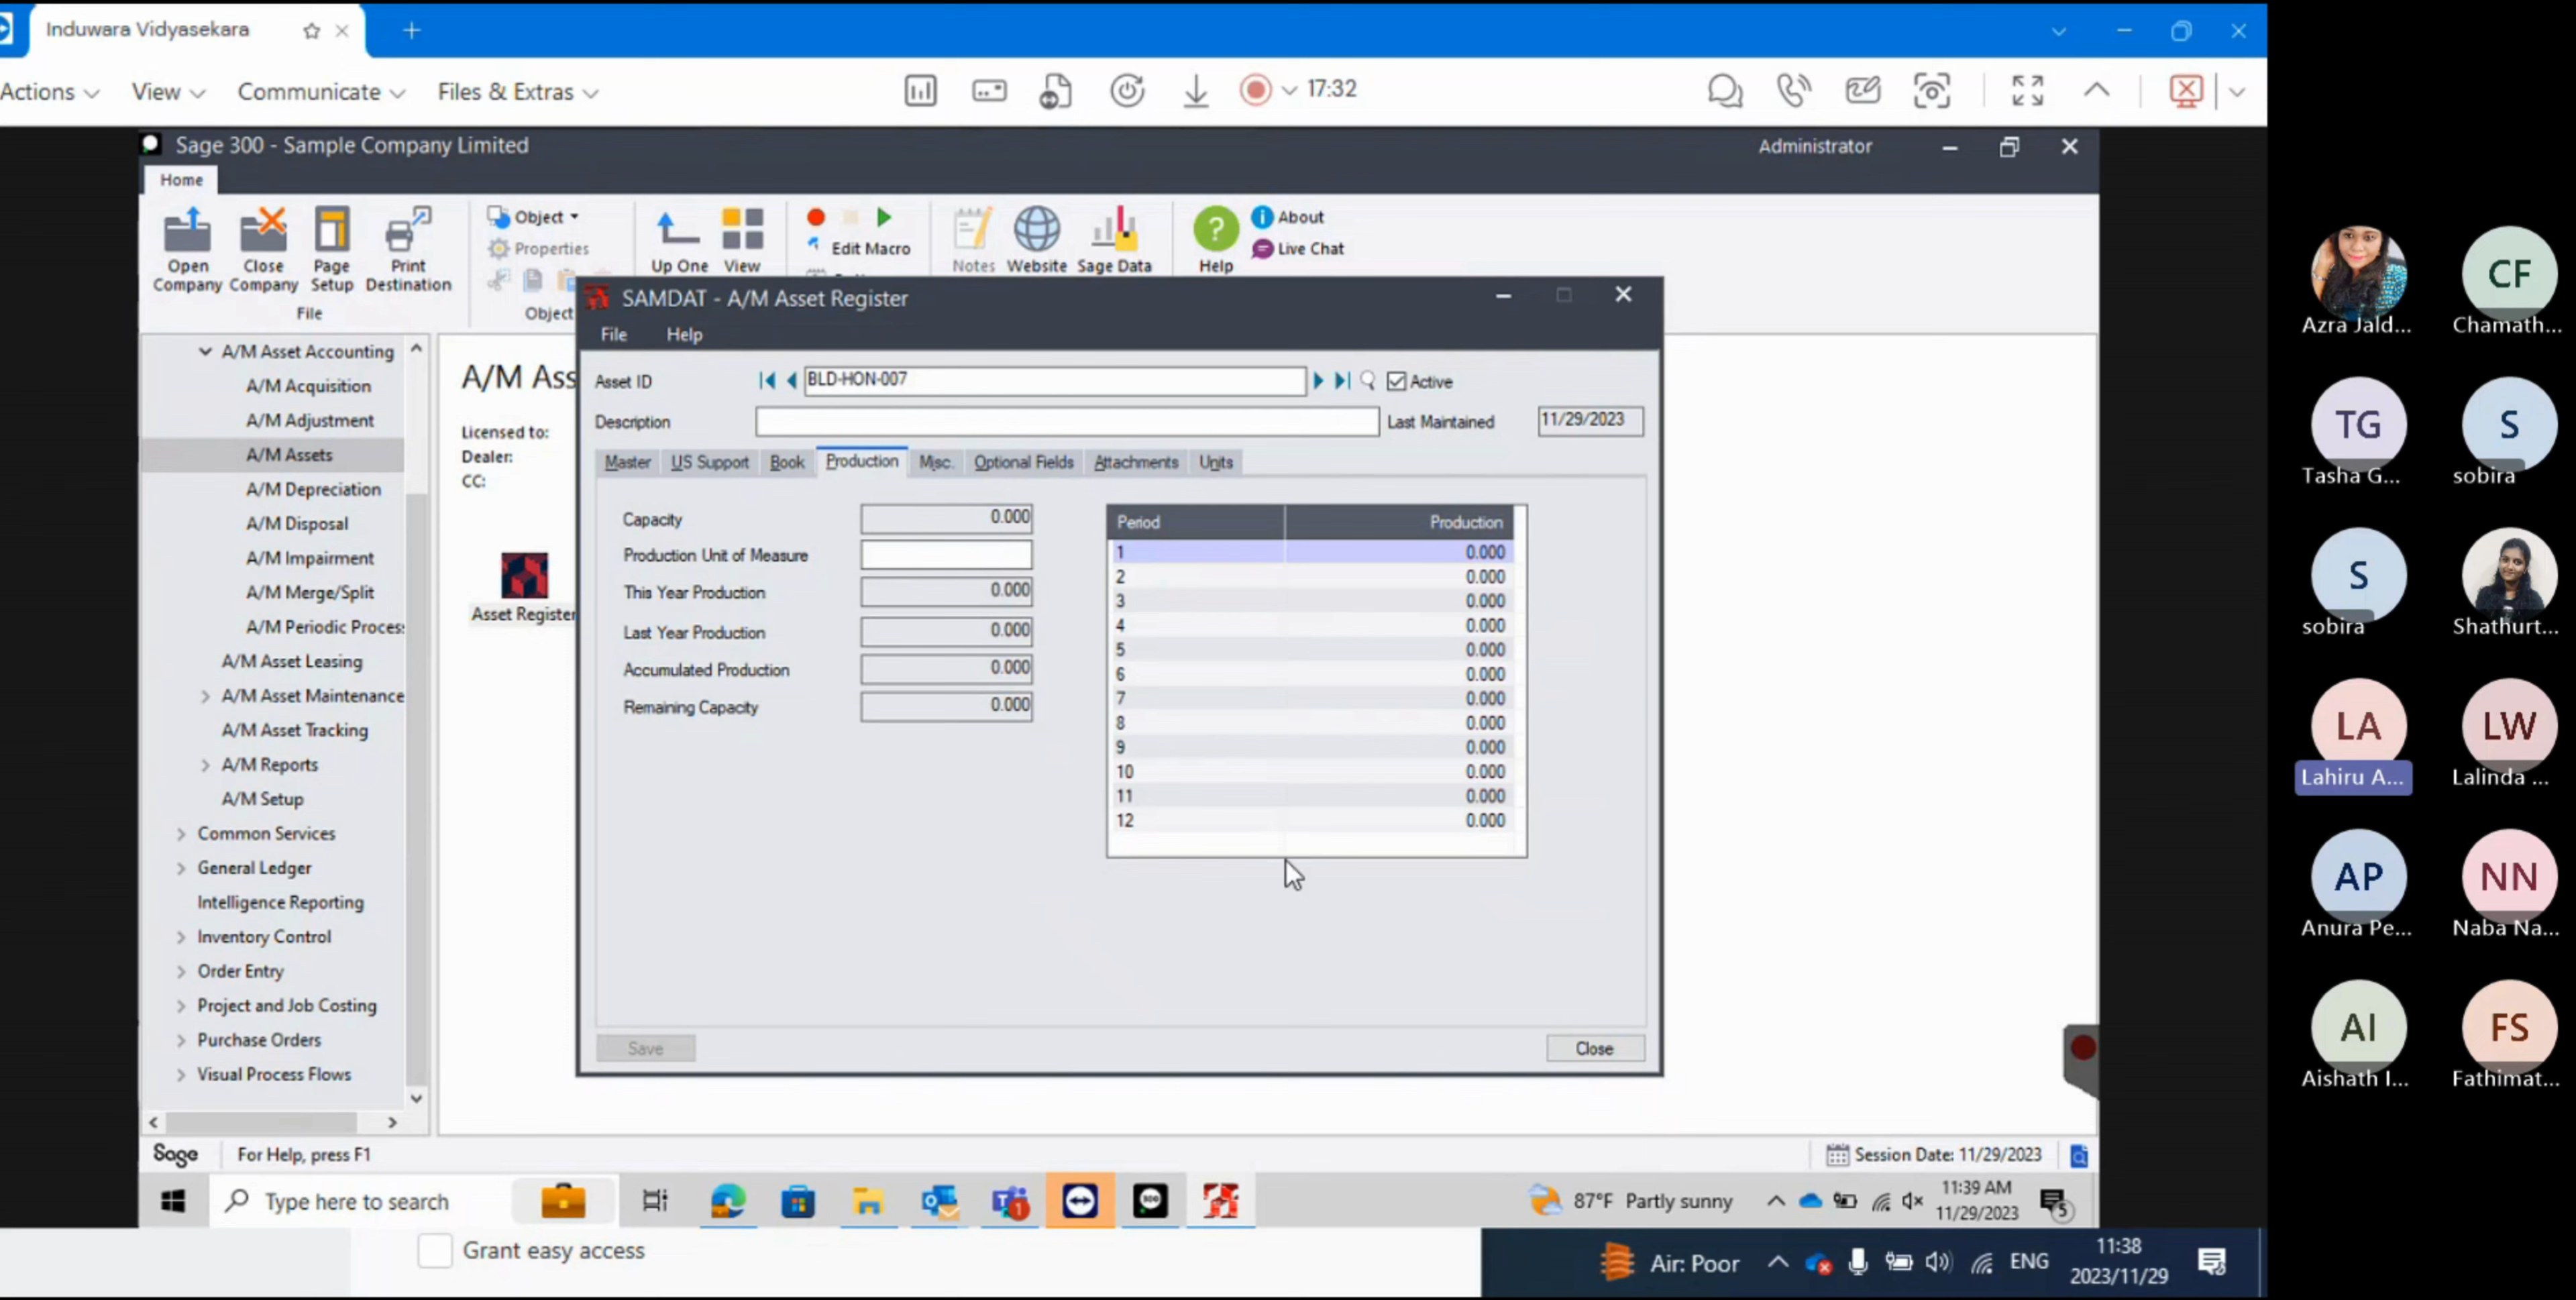 Induwara Vidyasekara
Actions View Communicate Files & Extras 17:32
Sage 300 - Sample Company Limited Administrator
Home
Open Company
Close Company
Page Setup
Print Destination
File
Object
Properties
Object
Up One
View
Edit Macro
Notes
Website
Sage Data
Help
About
Live Chat
A/M Asset Accounting
A/M Acquisition
A/M Adjustment
A/M Assets
A/M Depreciation
A/M Disposal
A/M Impairment
A/M Merge/Split
A/M Periodic Proces
A/M Asset Leasing
A/M Asset Maintenance
A/M Asset Tracking
A/M Reports
A/M Setup
Common Services
General Ledger
Intelligence Reporting
Inventory Control
Order Entry
Project and Job Costing
Purchase Orders
Visual Process Flows
A/M Ass
Licensed to:
Dealer:
CC:
Asset Register
SAMDAT - A/M Asset Register
File Help
Asset ID BLD-HON-007 Active
Description Last Maintained 11/29/2023
Master US Support Book Production Misc. Optional Fields Attachments Units
Capacity 0.000
Production Unit of Measure
This Year Production 0.000
Last Year Production 0.000
Accumulated Production 0.000
Remaining Capacity 0.000
Period Production
1 0.000
2 0.000
3 0.000
4 0.000
5 0.000
6 0.000
7 0.000
8 0.000
9 0.000
10 0.000
11 0.000
12 0.000
Save Close
Sage For Help, press F1 Session Date: 11/29/2023
Type here to search
1
300
87°F Partly sunny
11:39 AM
11/29/2023
5
Grant easy access
Air: Poor
ENG
11:38
2023/11/29
Azra Jald...
CF
Chamath...
TG
Tasha G...
S
sobira
S
sobira
Shathurt...
LA
Lahiru A...
LW
Lalinda ...
AP
Anura Pe...
NN
Naba Na...
AI
Aishath I...
FS
Fathimat...